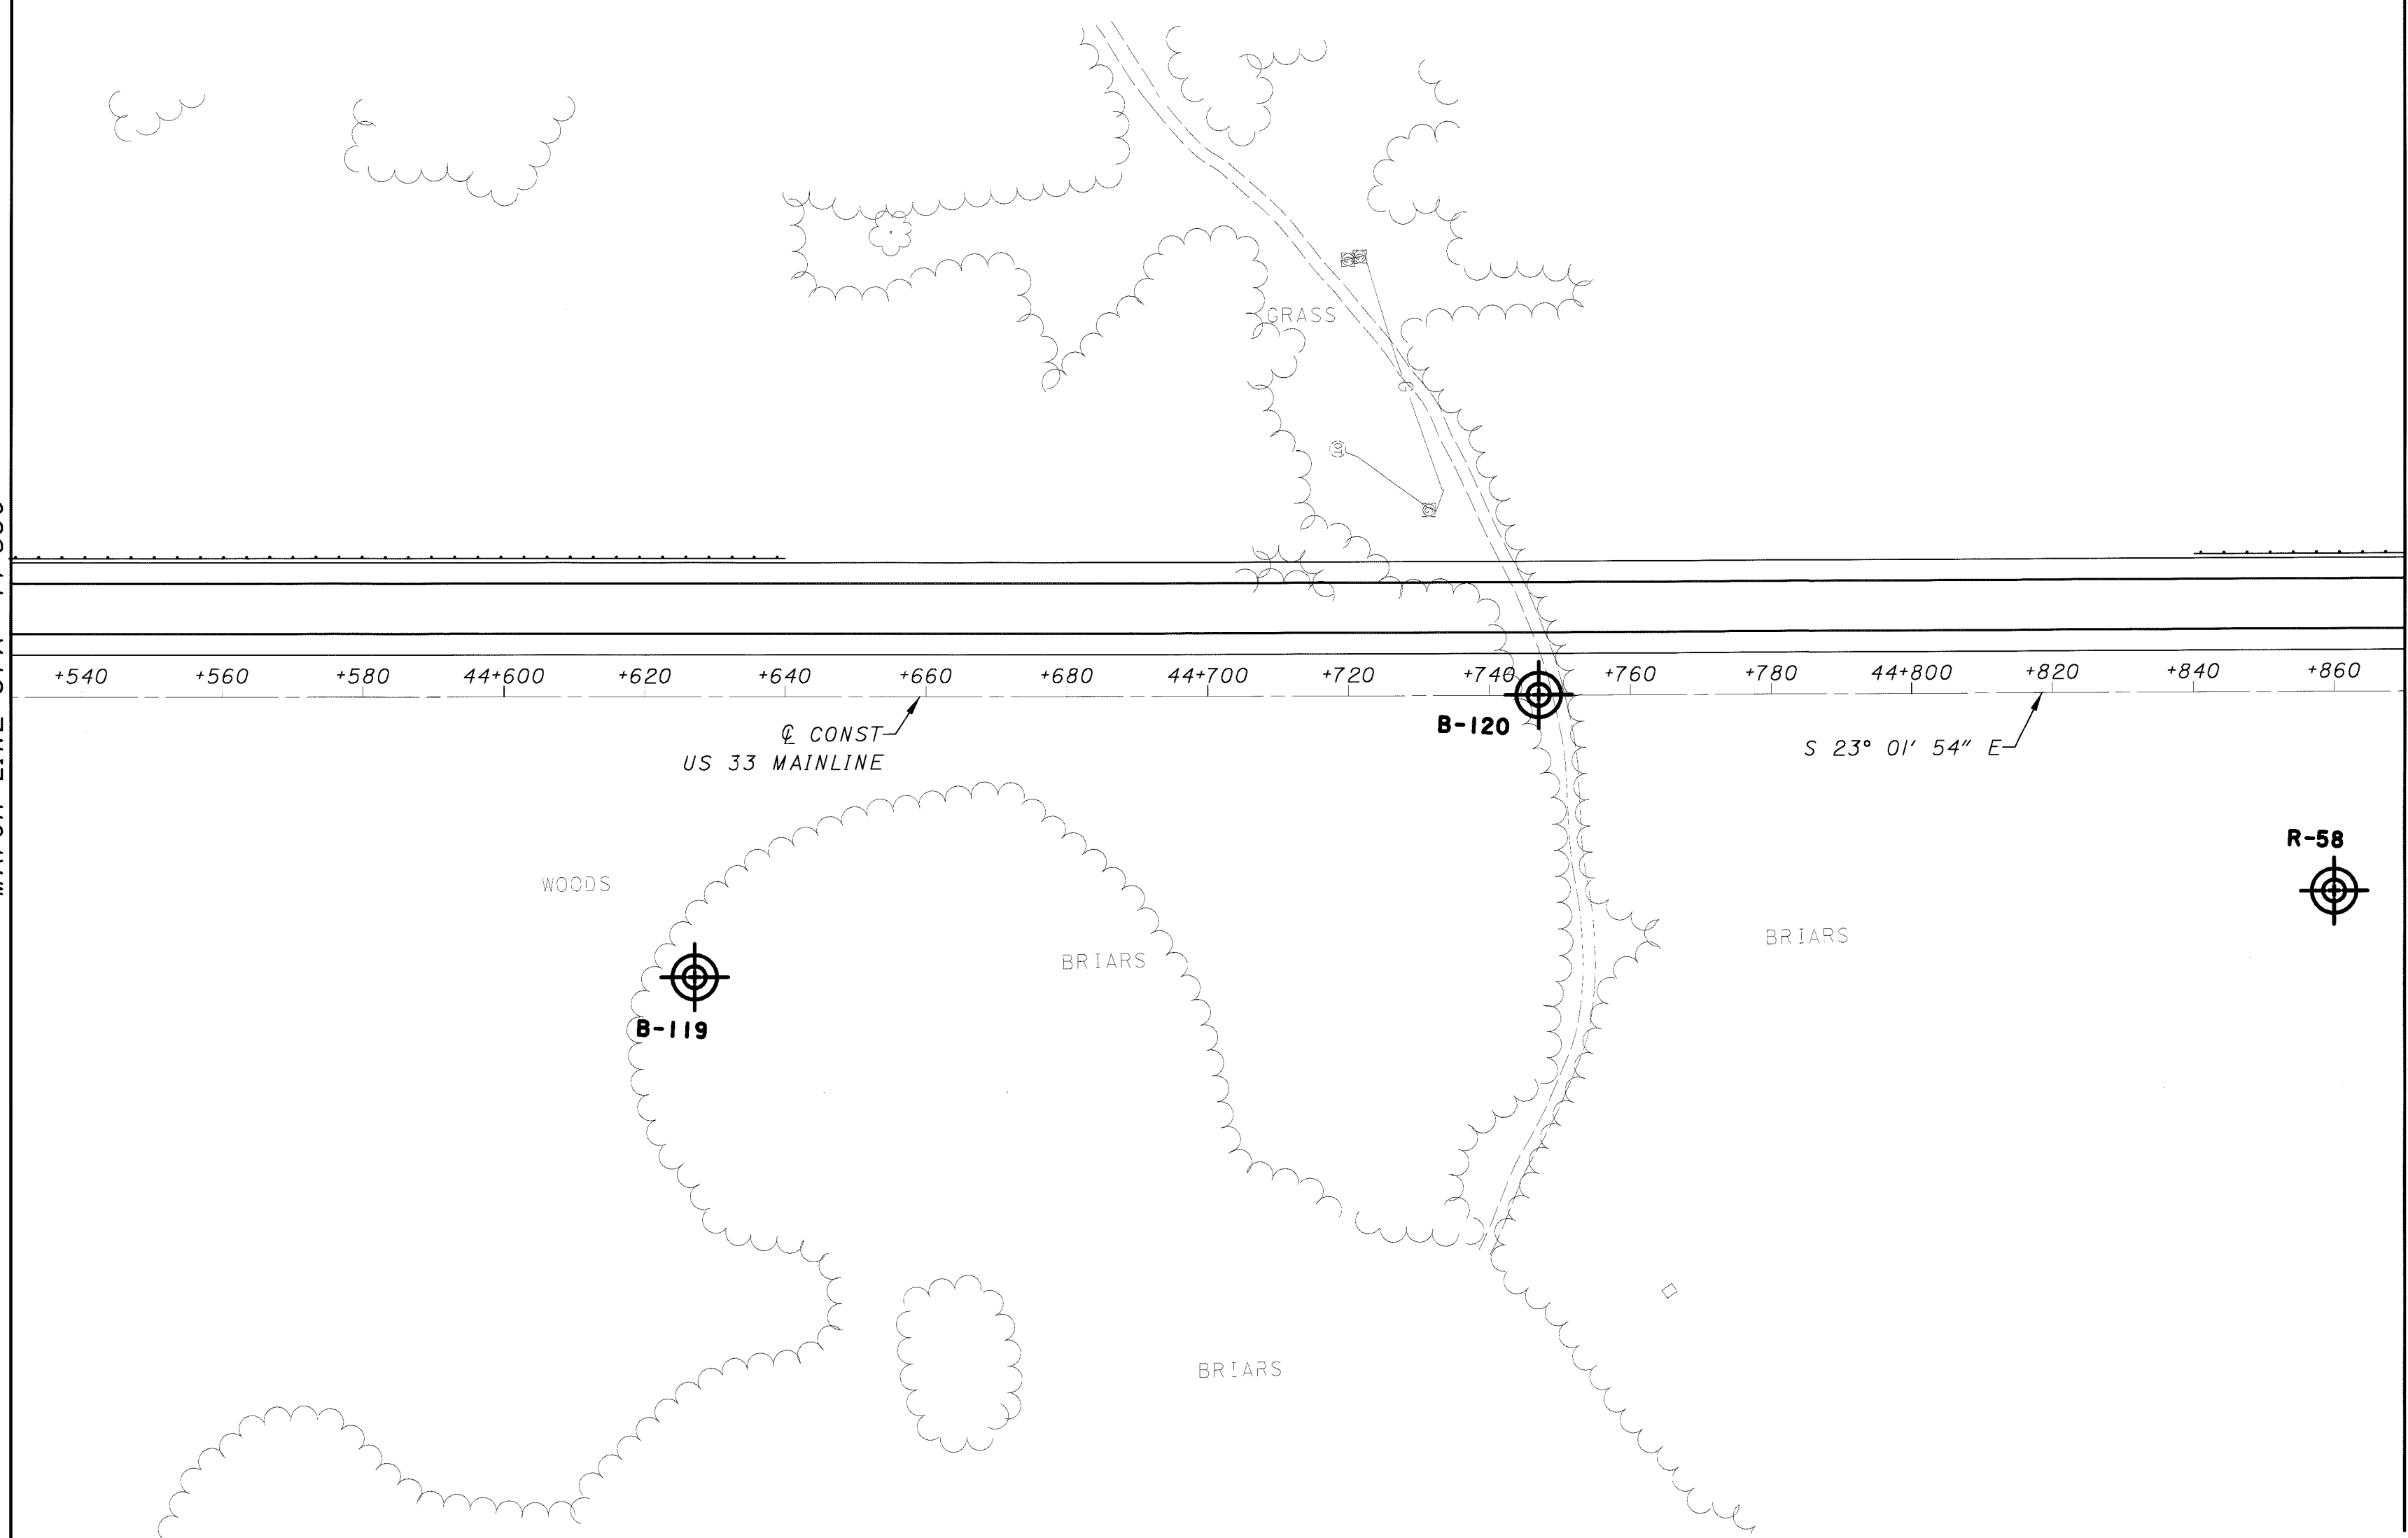 GRASS
G
+540 +560 +580 44+600 +620 +640 +660 +680 44+700 +720 +740 +760 +780 44+800 +820 +840 +860
℄ CONST
US 33 MAINLINE
B-120
S 23° 01' 54" E
R-58
WOODS
BRIARS
BRIARS
B-119
BRIARS